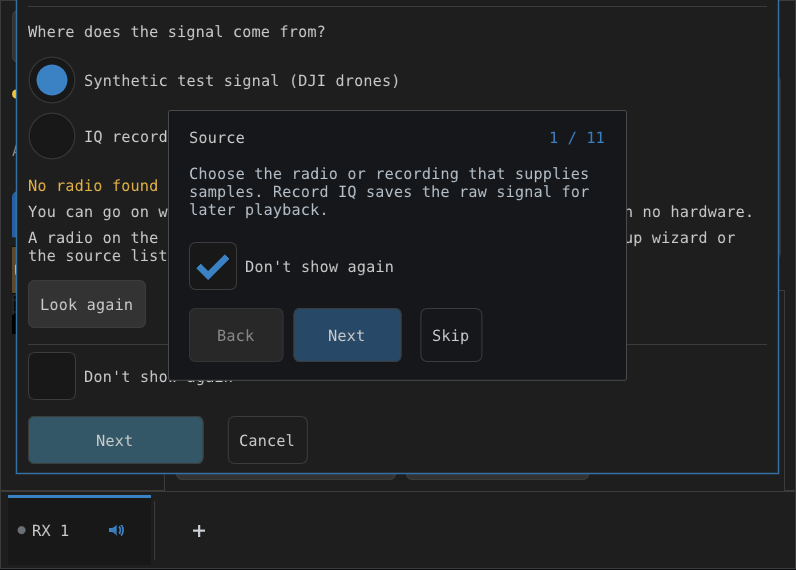 Where does the signal come from?
Synthetic test signal (DJI drones)
IQ record
No radio found
You can go on w
n no hardware.
A radio on the
up wizard or
the source list
Look again
Don't show again
Next
Cancel
Source
1 / 11
Choose the radio or recording that supplies
samples. Record IQ saves the raw signal for
later playback.
Don't show again
Back
Next
Skip
RX 1
+